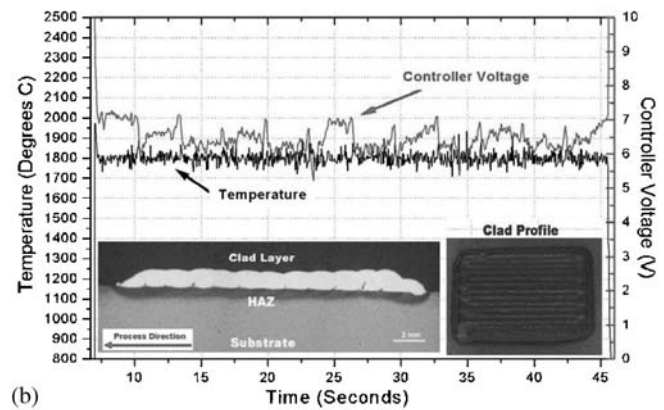 2500
2400
2300
2200
2100
2000
1900
1800
1700
1600
1500
1400
1300
1200
1100
1000
900
800
Temperature (Degrees C)
Controller Voltage
Temperature
Clad Layer
HAZ
Substrate
Process Direction
2 mm
Clad Profile
10
9
8
7
6
5
4
3
2
1
0
Controller Voltage (V)
10 15 20 25 30 35 40 45
Time (Seconds)
(b)